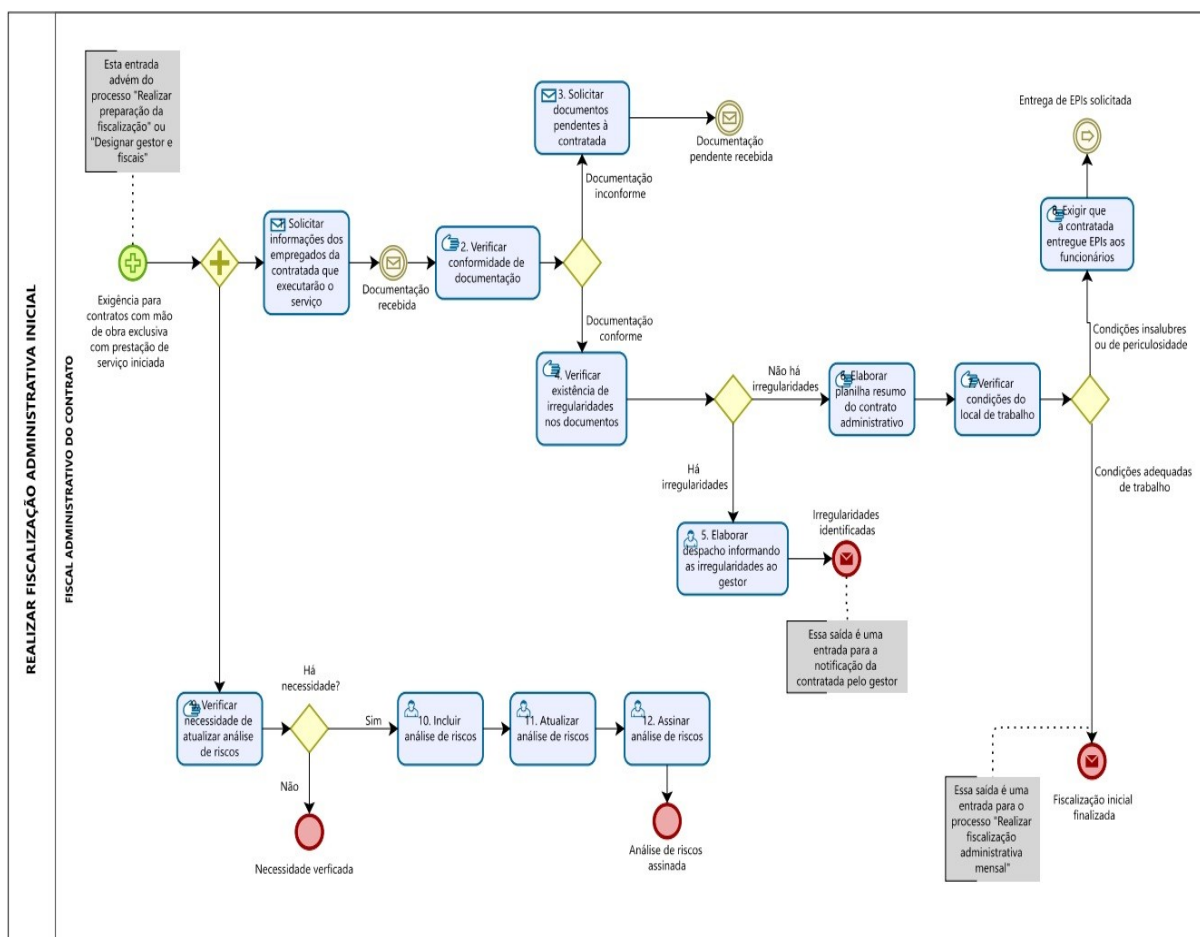 REALIZAR FISCALIZAÇÃO ADMINISTRATIVA INICIAL
FISCAL ADMINISTRATIVO DO CONTRATO
Esta entrada
advém do
processo "Realizar
preparação da
fiscalização" ou
"Designar gestor e
fiscais"
Exigência para
contratos com mão
de obra exclusiva
com prestação de
serviço iniciada
Solicitar
informações dos
empregados da
contratada que
executarão o
serviço
Documentação
recebida
2. Verificar
conformidade de
documentação
Documentação
inconforme
3. Solicitar
documentos
pendentes à
contratada
Documentação
pendente recebida
Documentação
conforme
4. Verificar
existência de
irregularidades
nos documentos
Não há
irregularidades
Há
irregularidades
5. Elaborar
despacho informando
as irregularidades ao
gestor
Irregularidades
identificadas
Essa saída é uma
entrada para a
notificação da
contratada pelo gestor
6. Elaborar
planilha resumo
do contrato
administrativo
7. Verificar
condições do
local de trabalho
Condições insalubres
ou de periculosidade
8. Exigir que
a contratada
entregue EPIs aos
funcionários
Entrega de EPIs solicitada
Condições adequadas
de trabalho
Essa saída é uma
entrada para o
processo "Realizar
fiscalização
administrativa
mensal"
Fiscalização inicial
finalizada
9. Verificar
necessidade de
atualizar análise
de riscos
Há
necessidade?
Sim
Não
Necessidade verficada
10. Incluir
análise de riscos
11. Atualizar
análise de riscos
12. Assinar
análise de riscos
Análise de riscos
assinada